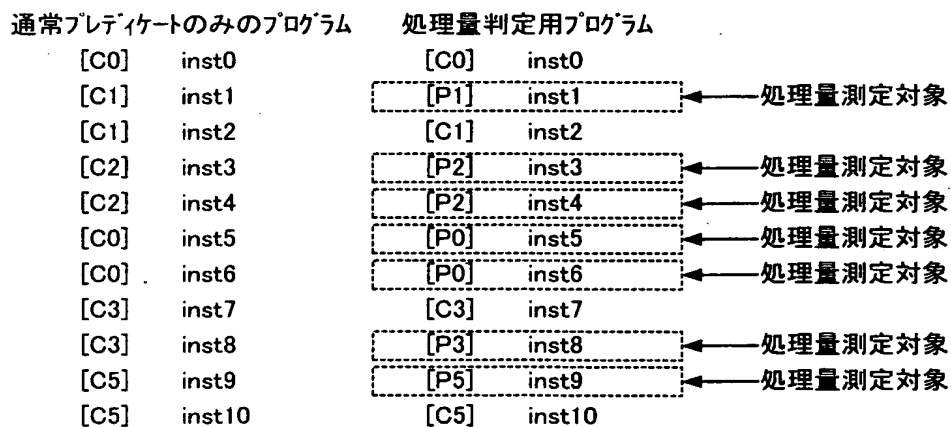 通常プレディケートのみのプログラム 処理量判定用プログラム
[C0] inst0 [C0] inst0
[C1] inst1 [P1] inst1 処理量測定対象
[C1] inst2 [C1] inst2
[C2] inst3 [P2] inst3 処理量測定対象
[C2] inst4 [P2] inst4 処理量測定対象
[C0] inst5 [P0] inst5 処理量測定対象
[C0] inst6 [P0] inst6 処理量測定対象
[C3] inst7 [C3] inst7
[C3] inst8 [P3] inst8 処理量測定対象
[C5] inst9 [P5] inst9 処理量測定対象
[C5] inst10 [C5] inst10